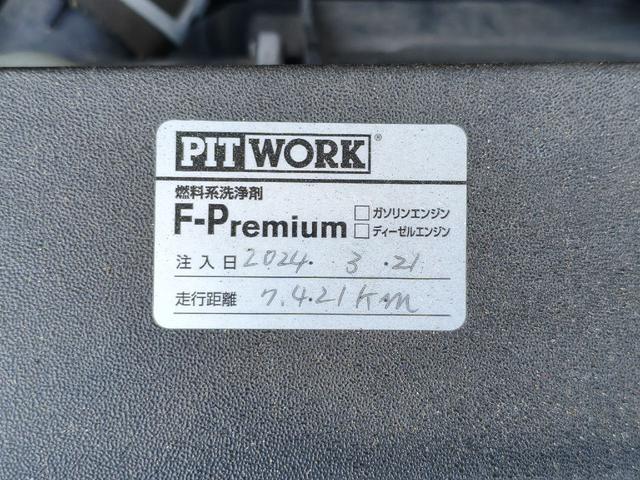 PIT WORK®
燃料系洗浄剤
F-Premium □ガソリンエンジン
□ディーゼルエンジン
注入日 2024. 3 .21
走行距離 7.4.21km